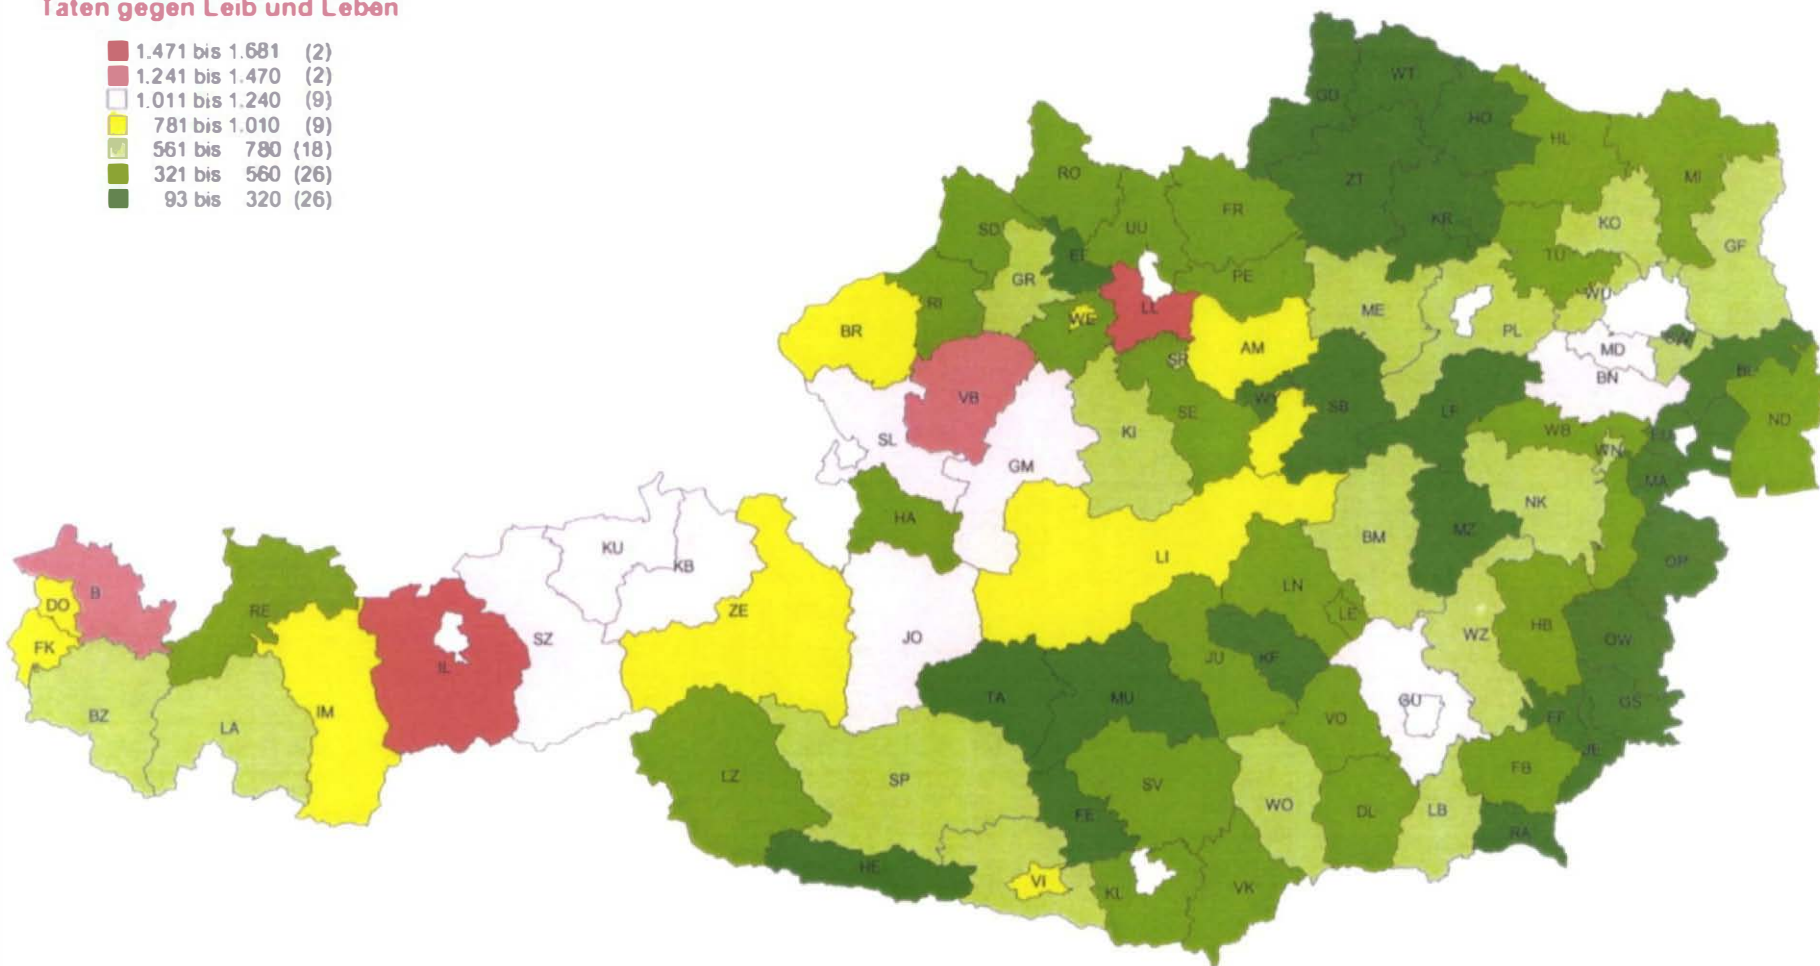 Taten gegen Leib und Leben
1.471 bis 1.681 (2)
1.241 bis 1.470 (2)
1.011 bis 1.240 (9)
781 bis 1.010 (9)
561 bis 780 (18)
321 bis 560 (26)
93 bis 320 (26)
WT
GD
HO
HL
RO
ZT
MI
FR
KR
KO
SD
UU
GF
EF
TU
GR
PE
WU
RI
LL
ME
WE
PL
BR
AM
MD
SR
BN
BL
VB
WY
SB
LF
SE
ND
KI
WB
SL
EU
GM
WN
MA
NK
HA
MZ
BM
KU
LI
OP
KB
LN
B
DO
RE
ZE
LE
HB
SZ
JO
WZ
OW
FK
IL
JU
KF
TA
MU
GU
GS
BZ
IM
LA
VO
EF
JE
LZ
SP
SV
FB
WO
DL
LB
FE
RA
HE
VI
KL
VK